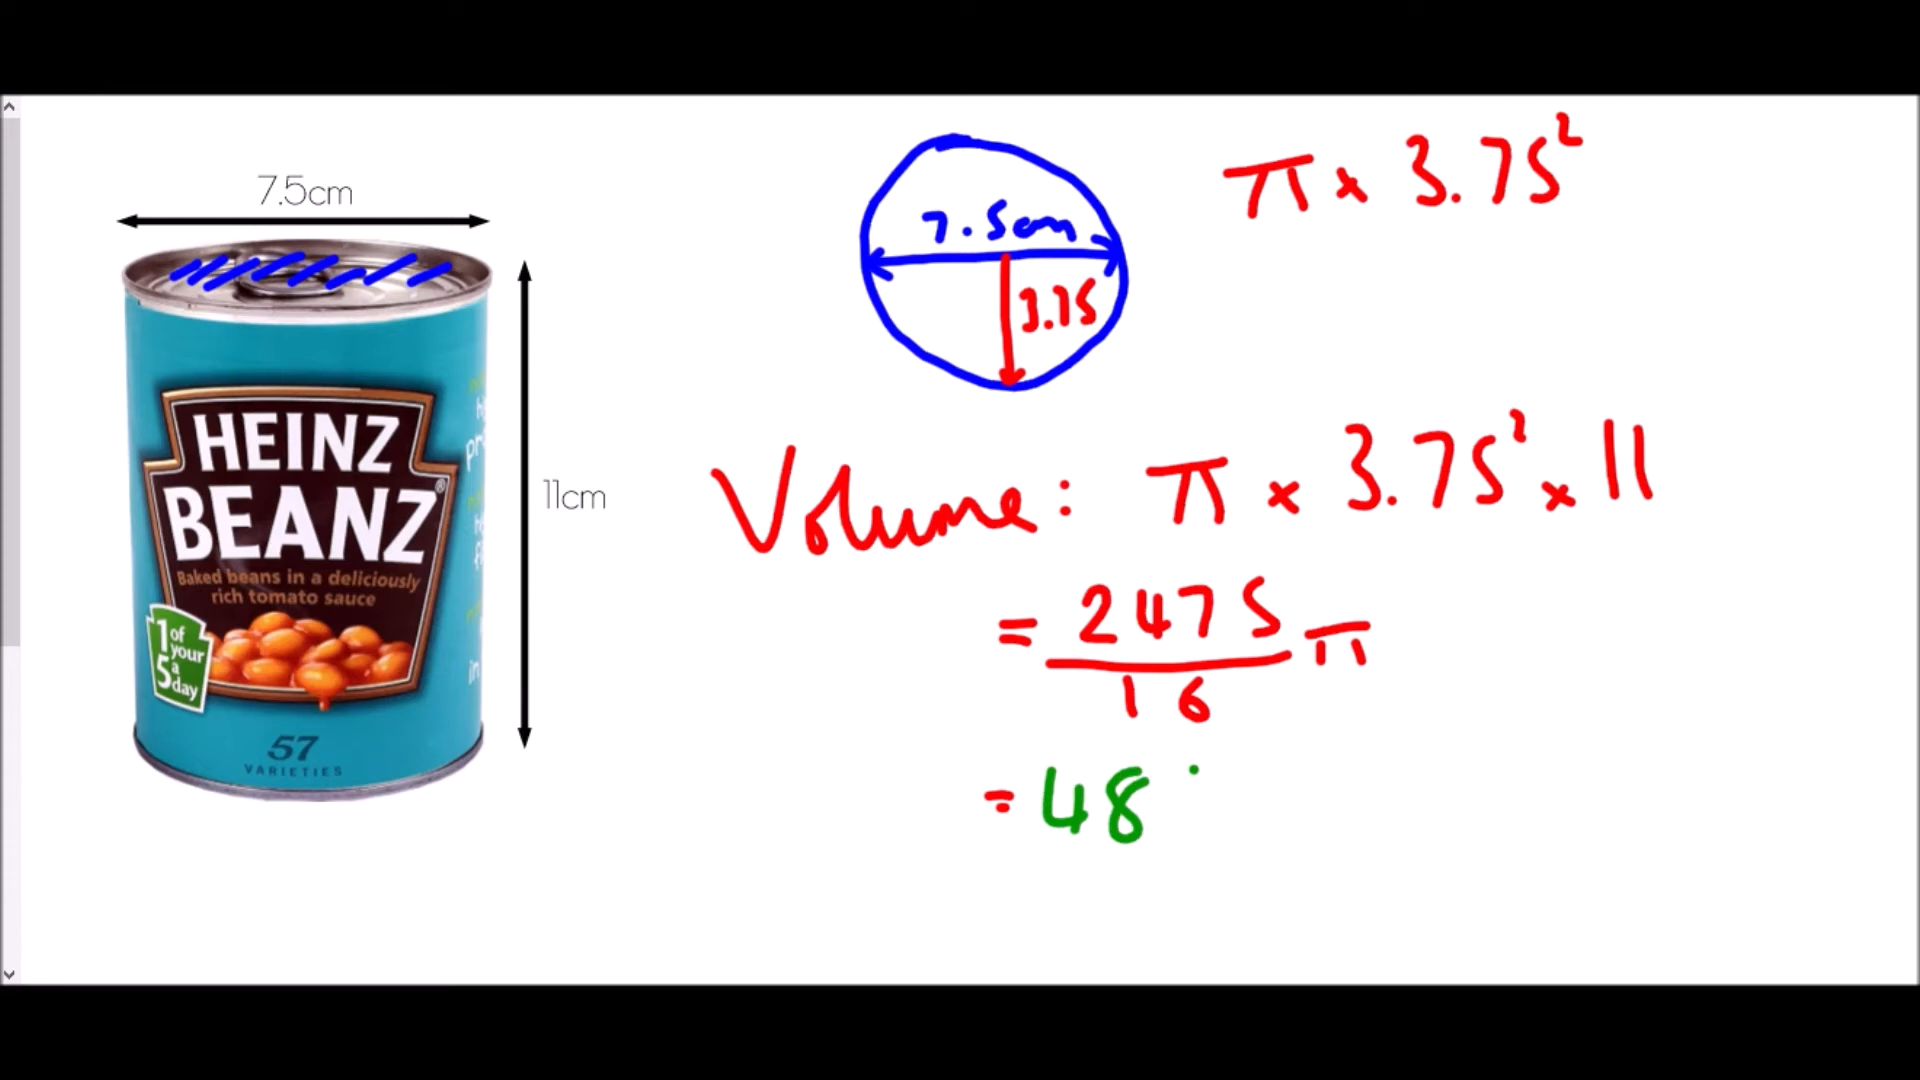 7.5cm
HEINZ
BEANZ®
Baked beans in a deliciously
rich tomato sauce
1 of
your
5 a
day
57
VARIETIES
11cm
7.5cm
3.75
π × 3.75²
Volume: π × 3.75² × 11
= 2475/16 π
= 48